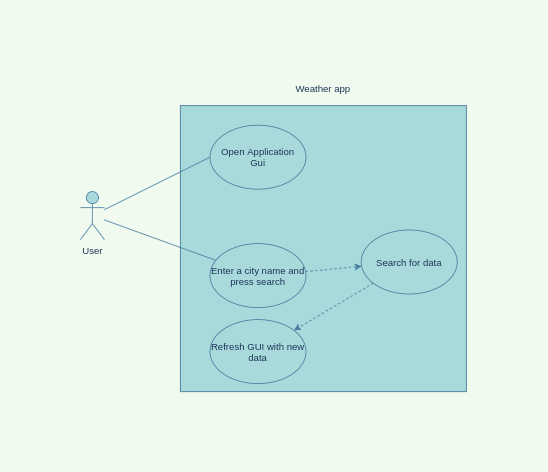 Weather app
Open Application
Gui
User
Enter a city name and
press search
Search for data
Refresh GUI with new
data